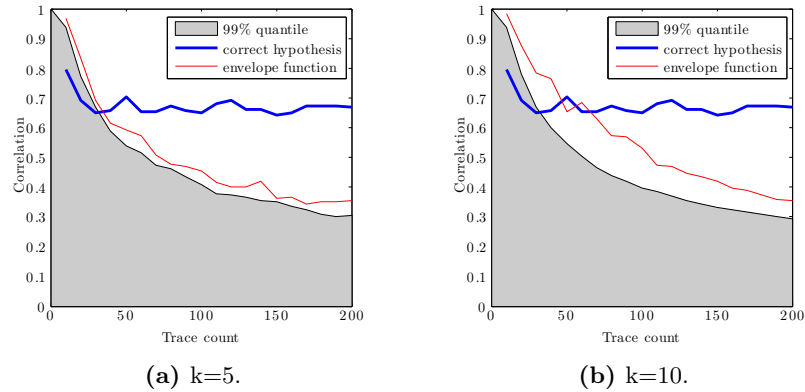 1
0.9
0.8
0.7
0.6
0.5
0.4
0.3
0.2
0.1
0
Correlation
0 50 100 150 200
Trace count
99% quantile
correct hypothesis
envelope function
(a) k=5.
1
0.9
0.8
0.7
0.6
0.5
0.4
0.3
0.2
0.1
0
Correlation
0 50 100 150 200
Trace count
99% quantile
correct hypothesis
envelope function
(b) k=10.